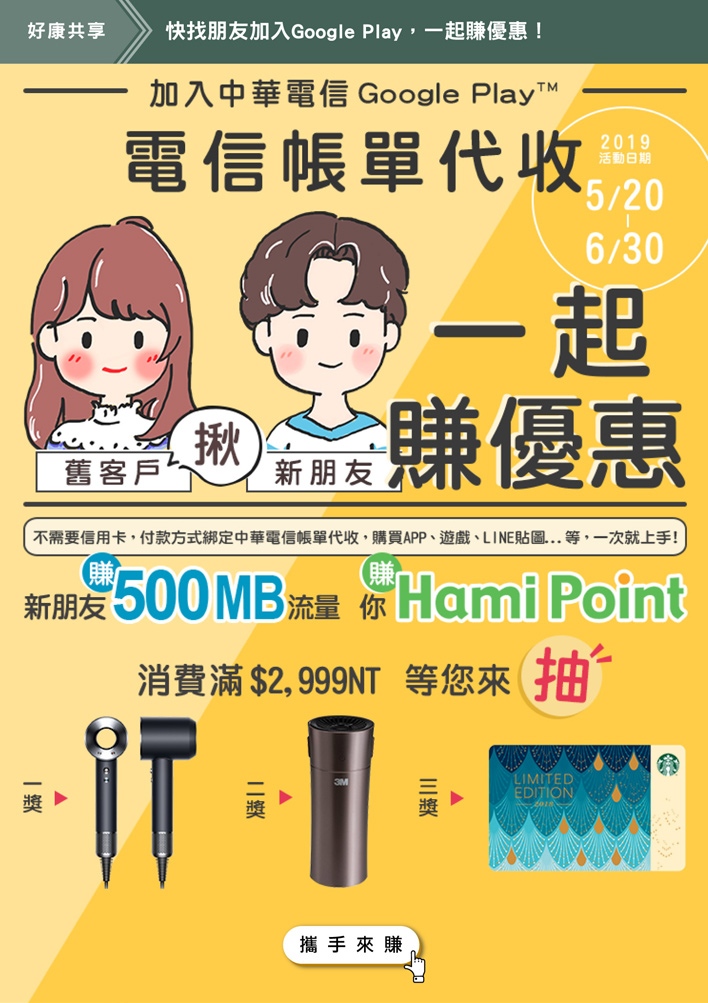 好康共享
快找朋友加入Google Play,一起賺優惠！
加入中華電信 Google Play™
電信帳單代收
2019
活動日期
5/20
-
6/30
一起
賺優惠
舊客戶
揪
新朋友
不需要信用卡，付款方式綁定中華電信帳單代收，購買APP、遊戲、LINE貼圖...等，一次就上手!
新朋友 賺 500MB 流量 你 賺 Hami Point
消費滿 $2,999NT 等您來 抽
一獎
二獎
3M
三獎
LIMITED
EDITION
2019
攜手來賺